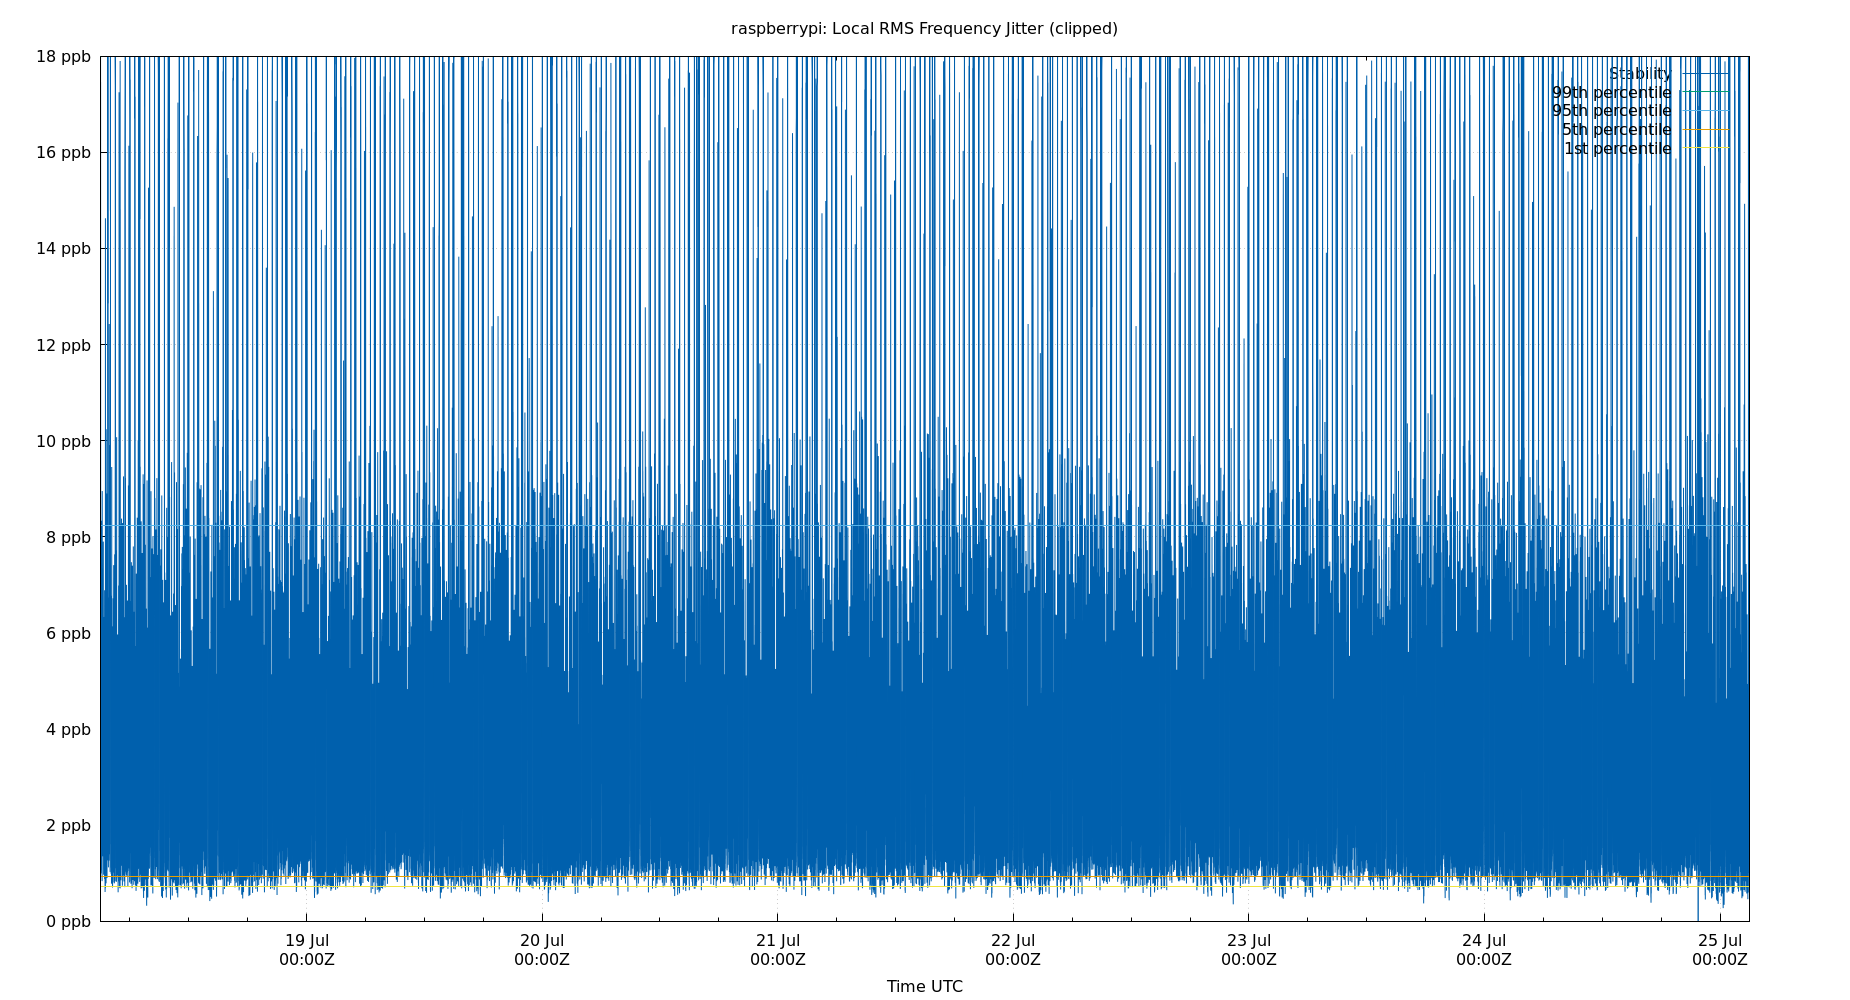 raspberrypi: Local RMS Frequency Jitter (clipped)
18 ppb
16 ppb
14 ppb
12 ppb
10 ppb
8 ppb
6 ppb
4 ppb
2 ppb
0 ppb
Stability
99th percentile
95th percentile
5th percentile
1st percentile
19 Jul
00:00Z
20 Jul
00:00Z
21 Jul
00:00Z
22 Jul
00:00Z
23 Jul
00:00Z
24 Jul
00:00Z
25 Jul
00:00Z
Time UTC